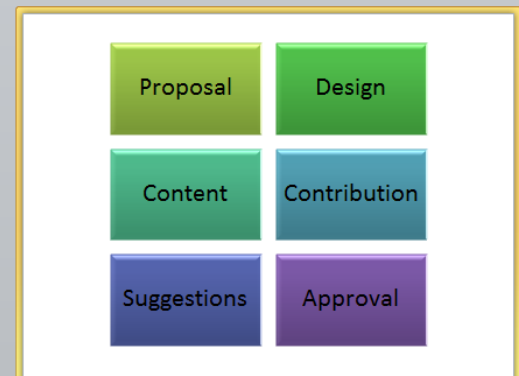 Proposal
Design
Content
Contribution
Suggestions
Approval